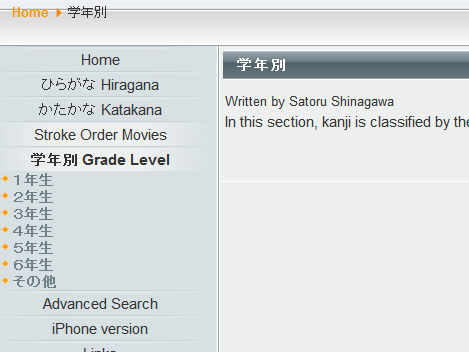 Home 学年別
Home
ひらがな Hiragana
かたかな Katakana
Stroke Order Movies
学年別 Grade Level
1年生
2年生
3年生
4年生
5年生
6年生
その他
Advanced Search
iPhone version
Links
学年別
Written by Satoru Shinagawa
In this section, kanji is classified by the